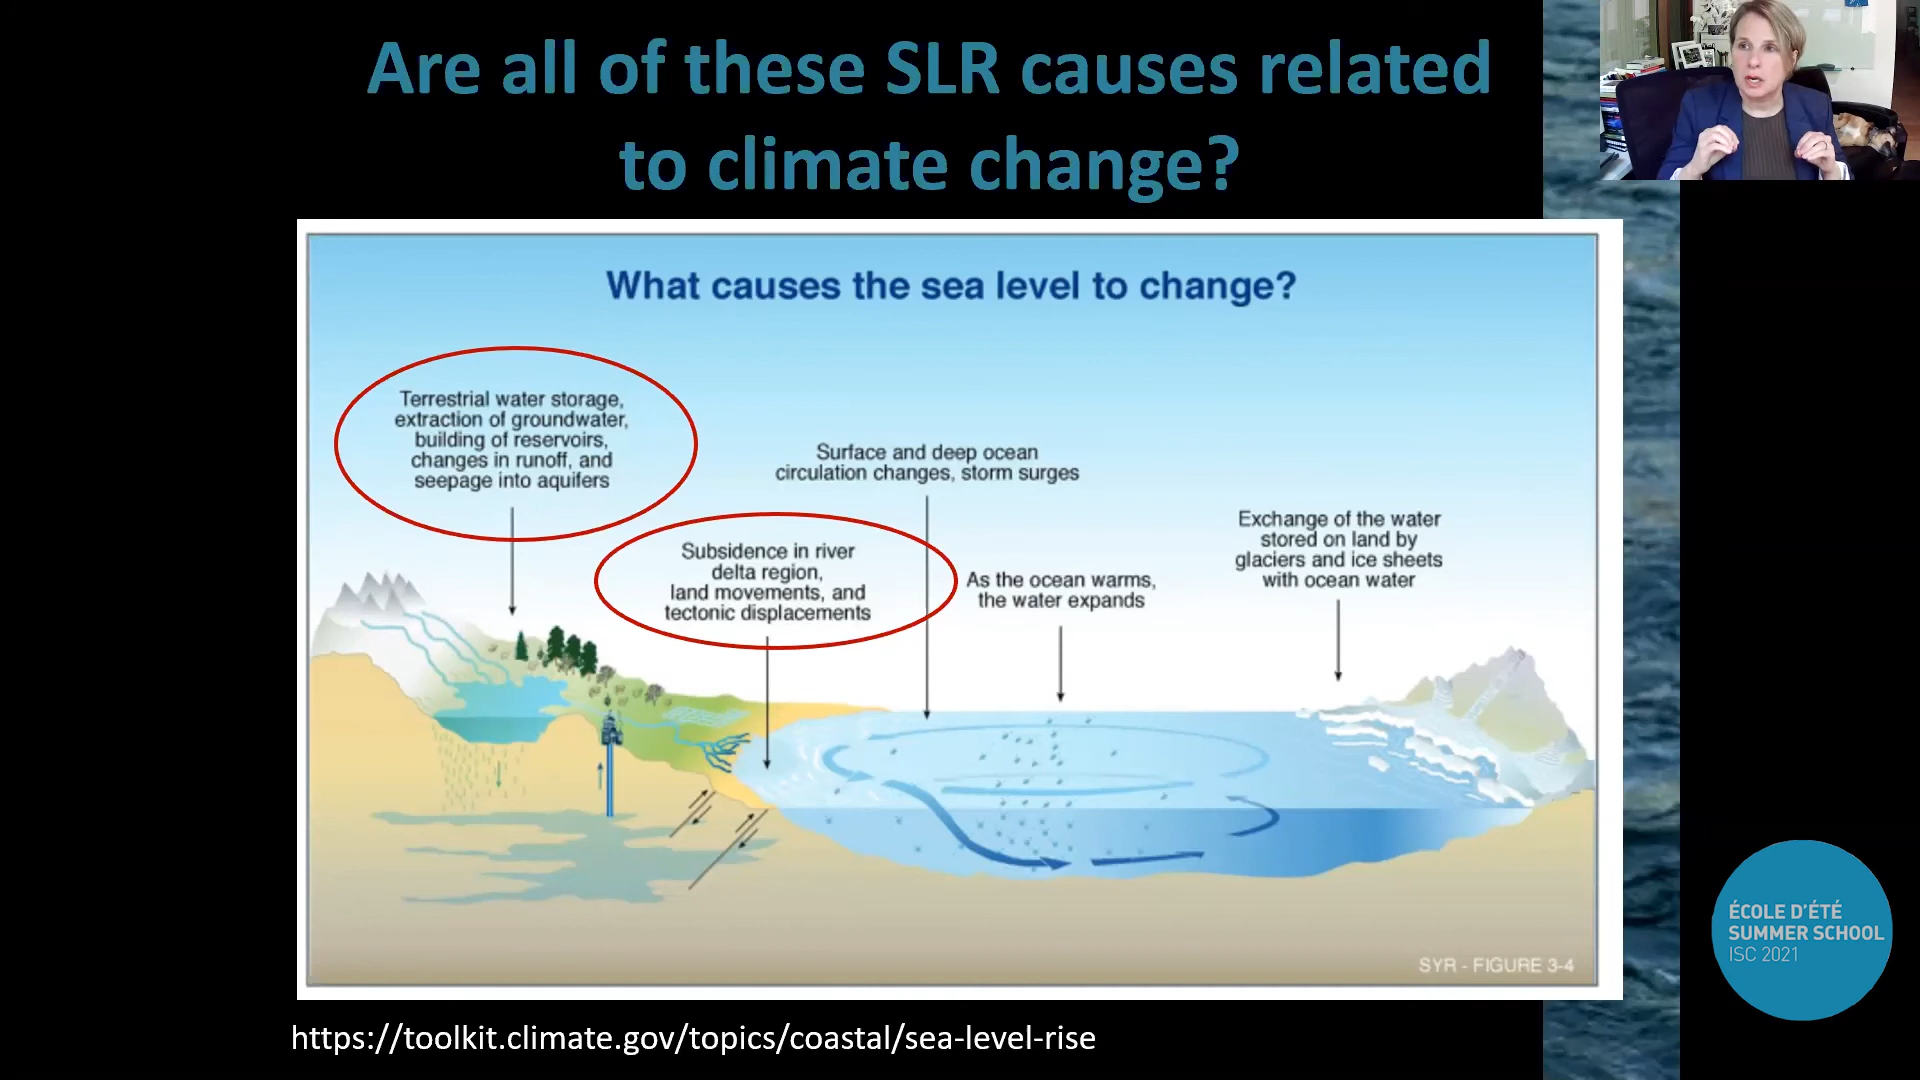 Are all of these SLR causes related
to climate change?
What causes the sea level to change?
Terrestrial water storage,
extraction of groundwater,
building of reservoirs,
changes in runoff, and
seepage into aquifers
Surface and deep ocean
circulation changes, storm surges
Subsidence in river
delta region,
land movements, and
tectonic displacements
As the ocean warms,
the water expands
Exchange of the water
stored on land by
glaciers and ice sheets
with ocean water
SYR - FIGURE 3-4
https://toolkit.climate.gov/topics/coastal/sea-level-rise
ÉCOLE D'ÉTÉ
SUMMER SCHOOL
ISC 2021